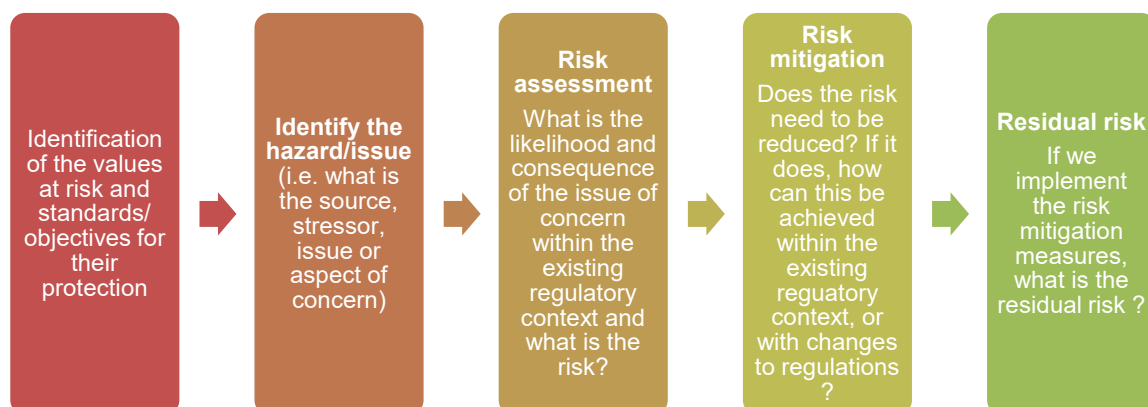 Identification
of the values
at risk and
standards/
objectives for
their
protection
Identify the
hazard/issue
(i.e. what is
the source,
stressor,
issue or
aspect of
concern)
Risk
assessment
What is the
likelihood and
consequence
of the issue of
concern
within the
existing
regulatory
context and
what is the
risk?
Risk
mitigation
Does the risk
need to be
reduced? If it
does, how
can this be
achieved
within the
existing
reguatory
context, or
with changes
to regulations
?
Residual risk
If we
implement
the risk
mitigation
measures,
what is the
residual risk ?